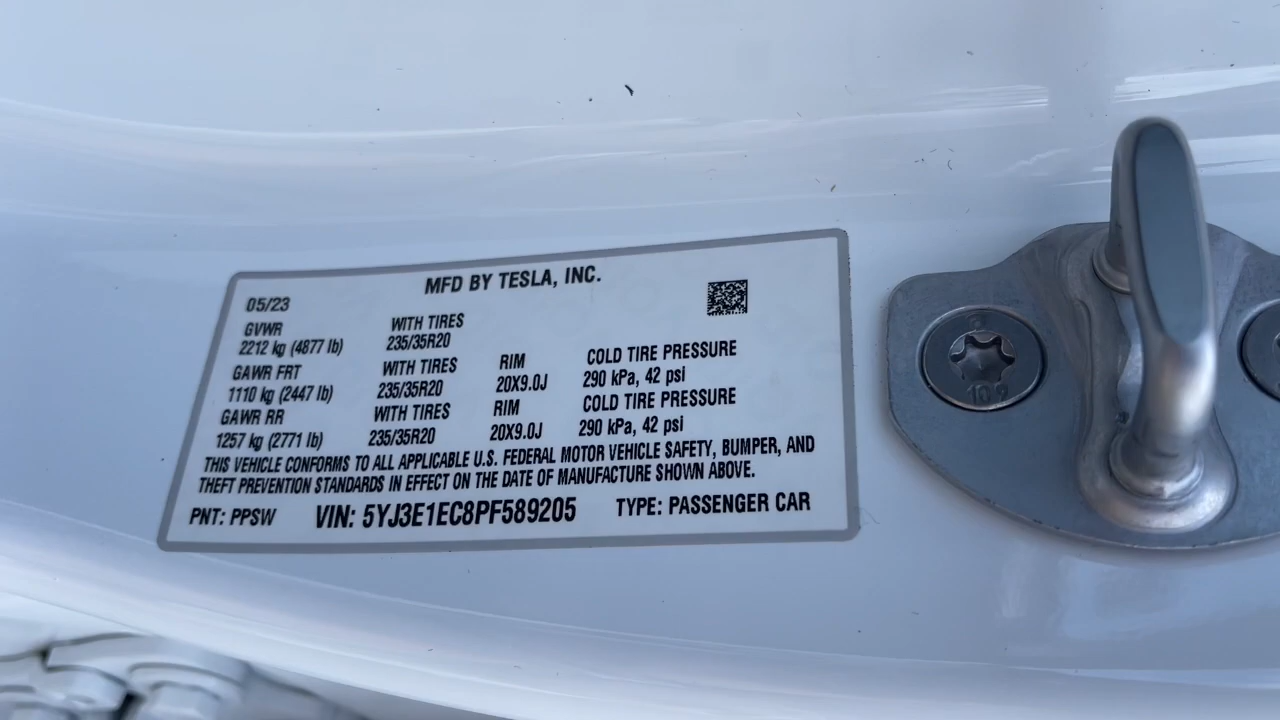 MFD BY TESLA, INC.
05/23
GVWR WITH TIRES
2212 kg (4877 lb) 235/35R20
GAWR FRT WITH TIRES RIM COLD TIRE PRESSURE
1110 kg (2447 lb) 235/35R20 20X9.0J 290 kPa, 42 psi
GAWR RR WITH TIRES RIM COLD TIRE PRESSURE
1257 kg (2771 lb) 235/35R20 20X9.0J 290 kPa, 42 psi
THIS VEHICLE CONFORMS TO ALL APPLICABLE U.S. FEDERAL MOTOR VEHICLE SAFETY, BUMPER, AND
THEFT PREVENTION STANDARDS IN EFFECT ON THE DATE OF MANUFACTURE SHOWN ABOVE.
PNT: PPSW VIN: 5YJ3E1EC8PF589205 TYPE: PASSENGER CAR